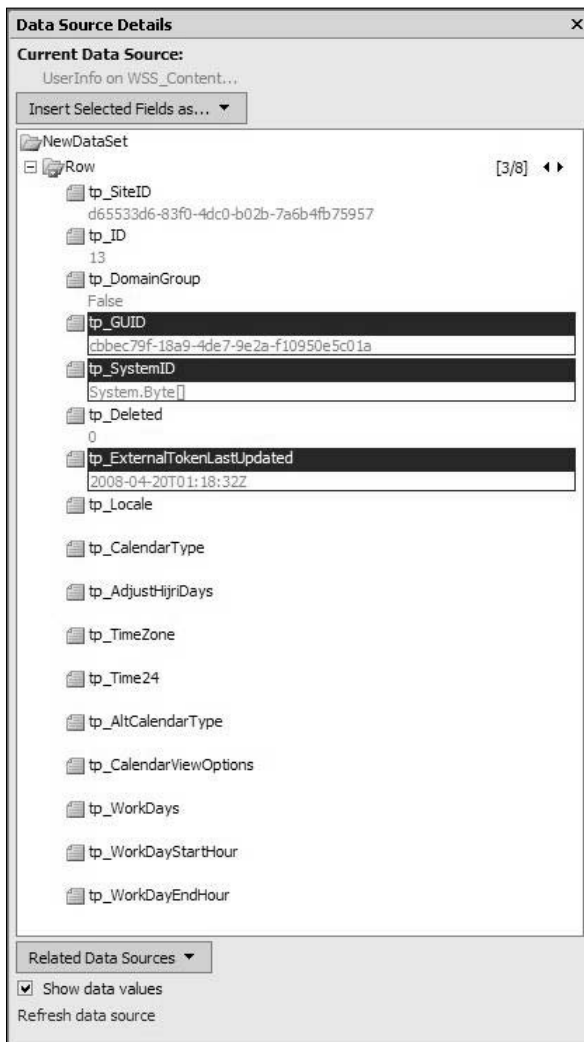 Data Source Details
Current Data Source:
UserInfo on WSS_Content...
Insert Selected Fields as...
NewDataSet
Row [3/8]
tp_SiteID
d65533d6-83f0-4dc0-b02b-7a6b4fb75957
tp_ID
13
tp_DomainGroup
False
tp_GUID
cbbec79f-18a9-4de7-9e2a-f10950e5c01a
tp_SystemID
System.Byte[]
tp_Deleted
0
tp_ExternalTokenLastUpdated
2008-04-20T01:18:32Z
tp_Locale
tp_CalendarType
tp_AdjustHijriDays
tp_TimeZone
tp_Time24
tp_AltCalendarType
tp_CalendarViewOptions
tp_WorkDays
tp_WorkDayStartHour
tp_WorkDayEndHour
Related Data Sources
Show data values
Refresh data source